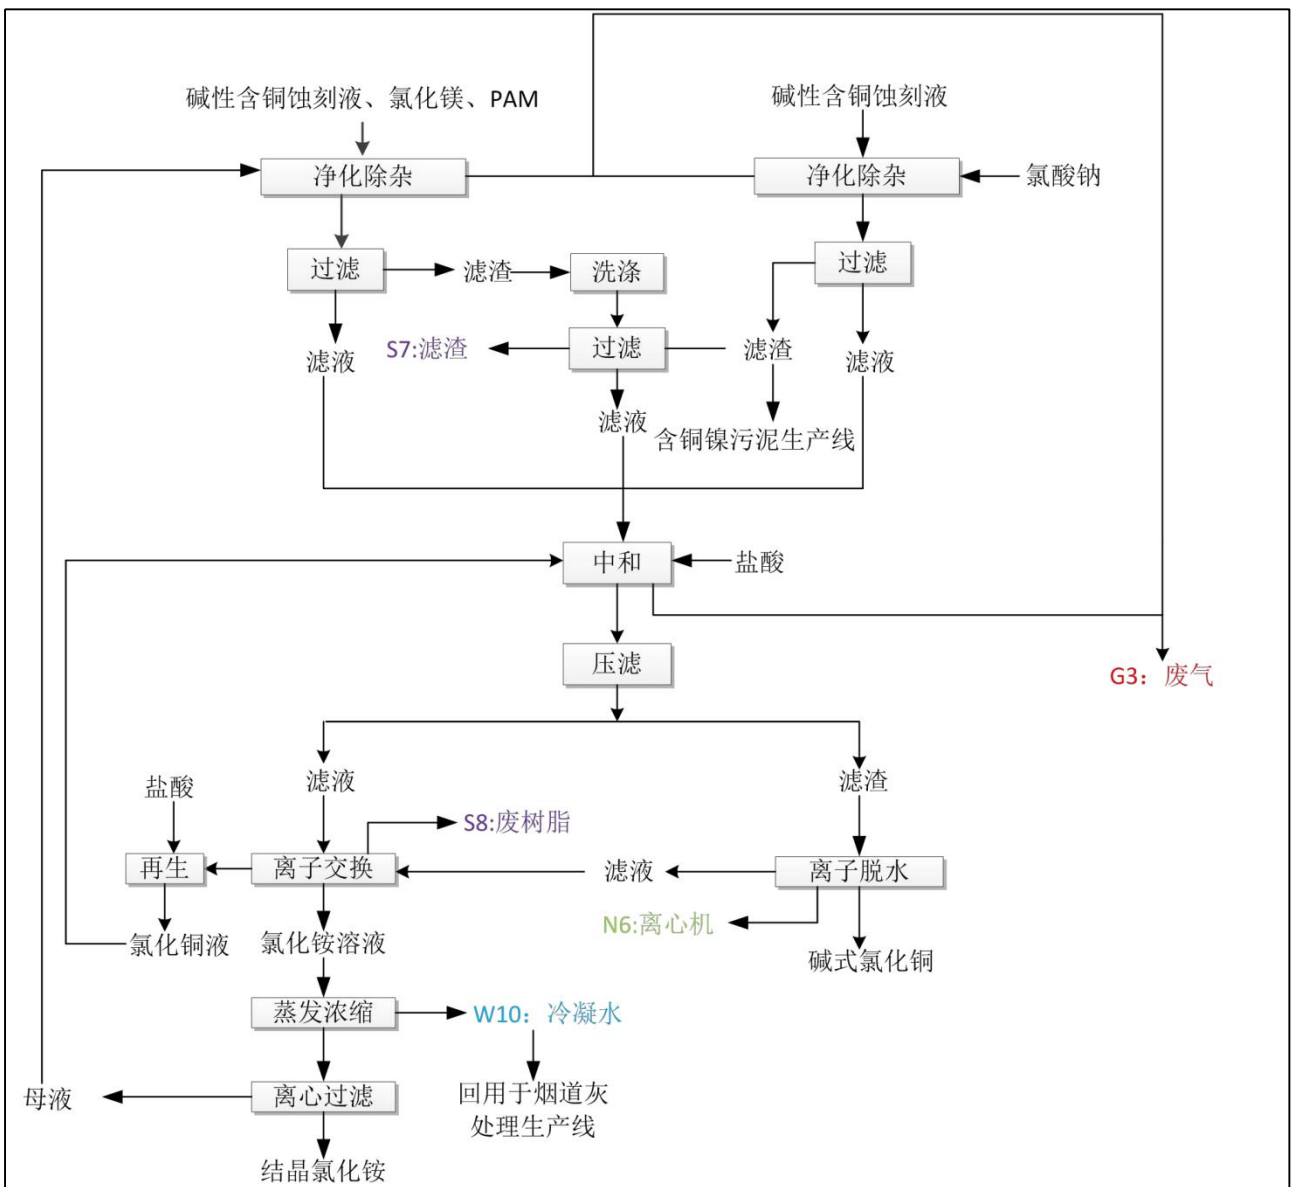 碱性含铜蚀刻液、氯化镁、PAM
碱性含铜蚀刻液
净化除杂
净化除杂
氯酸钠
过滤
滤渣
洗涤
过滤
S7:滤渣
过滤
滤渣
滤液
滤液
滤液
含铜镍污泥生产线
中和
盐酸
压滤
G3：废气
滤液
滤渣
盐酸
S8:废树脂
再生
离子交换
滤液
离子脱水
N6:离心机
氯化铜液
氯化铵溶液
碱式氯化铜
蒸发浓缩
W10：冷凝水
母液
离心过滤
回用于烟道灰
处理生产线
结晶氯化铵